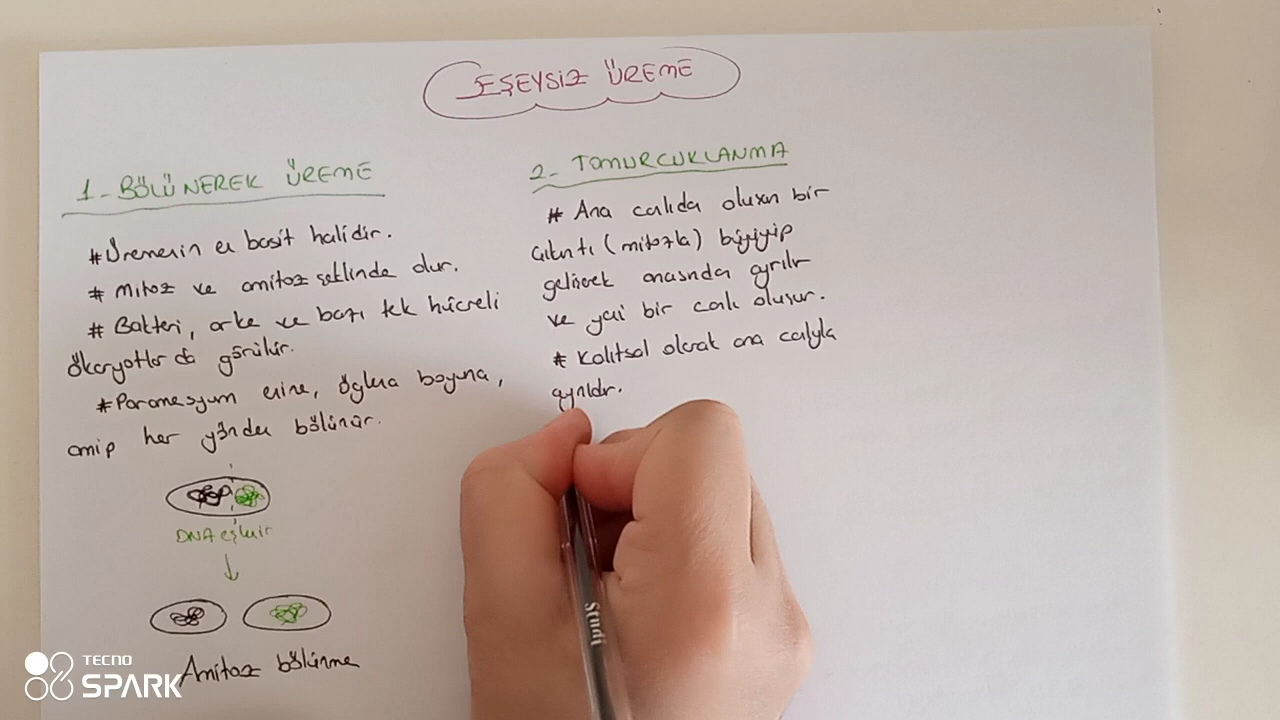 EŞEYSİZ ÜREME
1- BÖLÜNEREK ÜREME
# Üremenin en basit halidir.
# Mitoz ve amitoz şeklinde olur.
# Bakteri, arke ve bazı tek hücreli
ökaryotlar da görülür.
# Paramesyum enine, öglena boyuna,
amip her yönden bölünür.
DNA eşlenir
Amitoz bölünme
2- TOMURCUKLANMA
# Ana canlıda oluşan bir
çıkıntı (mitozla) büyüyüp
gelişerek anasından ayrılır
ve yeni bir canlı oluşur.
# Kalıtsal olarak ana canlıyla
aynıdır.
Studi
TECNO
SPARK